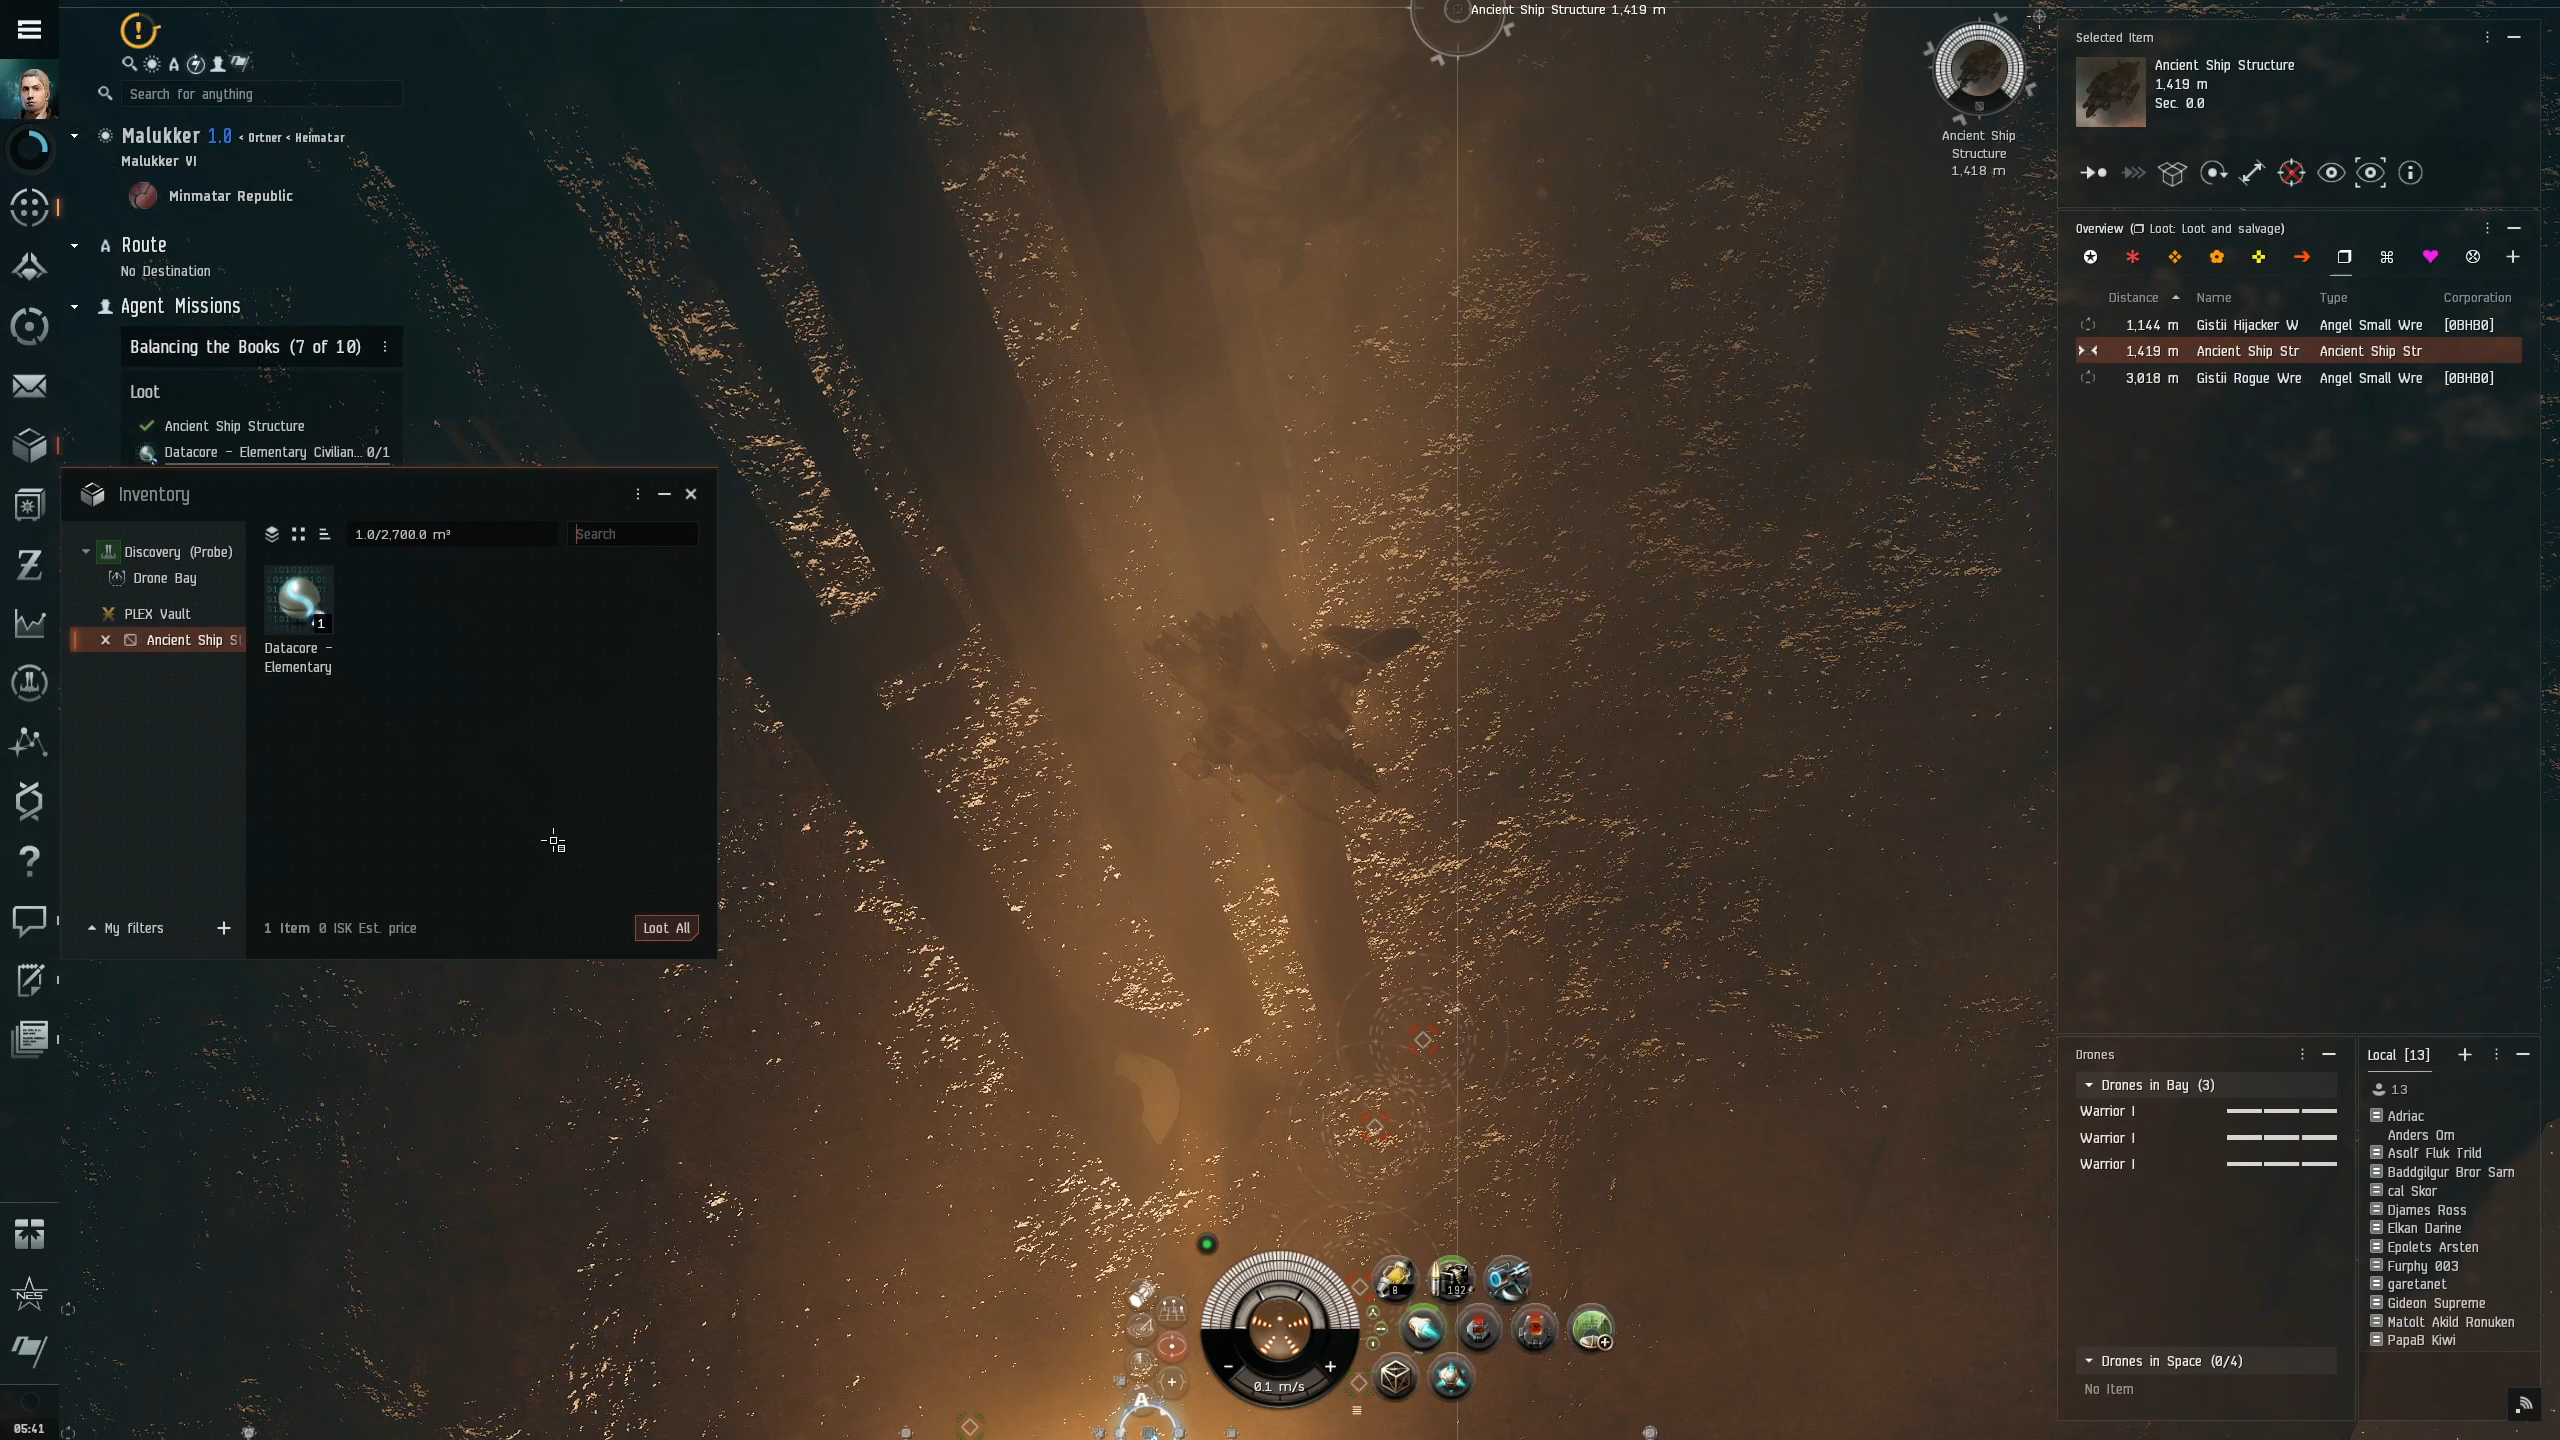 Ancient Ship Structure 1,419 m
Search for anything
Malukker 1.0 < Ortner < Heimatar
Malukker VI
Minmatar Republic
Route
No Destination
Agent Missions
Balancing the Books (7 of 10)
Loot
Ancient Ship Structure
Datacore - Elementary Civilian... 0/1
Inventory
Discovery (Probe)
Drone Bay
PLEX Vault
Ancient Ship St
1.0/2,700.0 m³
Search
1
Datacore -
Elementary
My filters
1 Item 0 ISK Est. price
Loot All
Ancient Ship
Structure
1,418 m
Selected Item
Ancient Ship Structure
1,419 m
Sec. 0.0
Overview (Loot: Loot and salvage)
Distance Name Type Corporation
1,144 m Gistii Hijacker W Angel Small Wre [0BHB0]
1,419 m Ancient Ship Str Ancient Ship Str
3,018 m Gistii Rogue Wre Angel Small Wre [0BHB0]
Drones
Drones in Bay (3)
Warrior I
Warrior I
Warrior I
Drones in Space (0/4)
No Item
Local [13]
13
Adriac
Anders Om
Asolf Fluk Trild
Baddgilgur Bror Sarn
cal Skor
Djames Ross
Elkan Darine
Epolets Arsten
Furphy 003
garetanet
Gideon Supreme
Matolt Akild Ronuken
PapaB Kiwi
8
192
0.1 m/s
A
NES
05:41